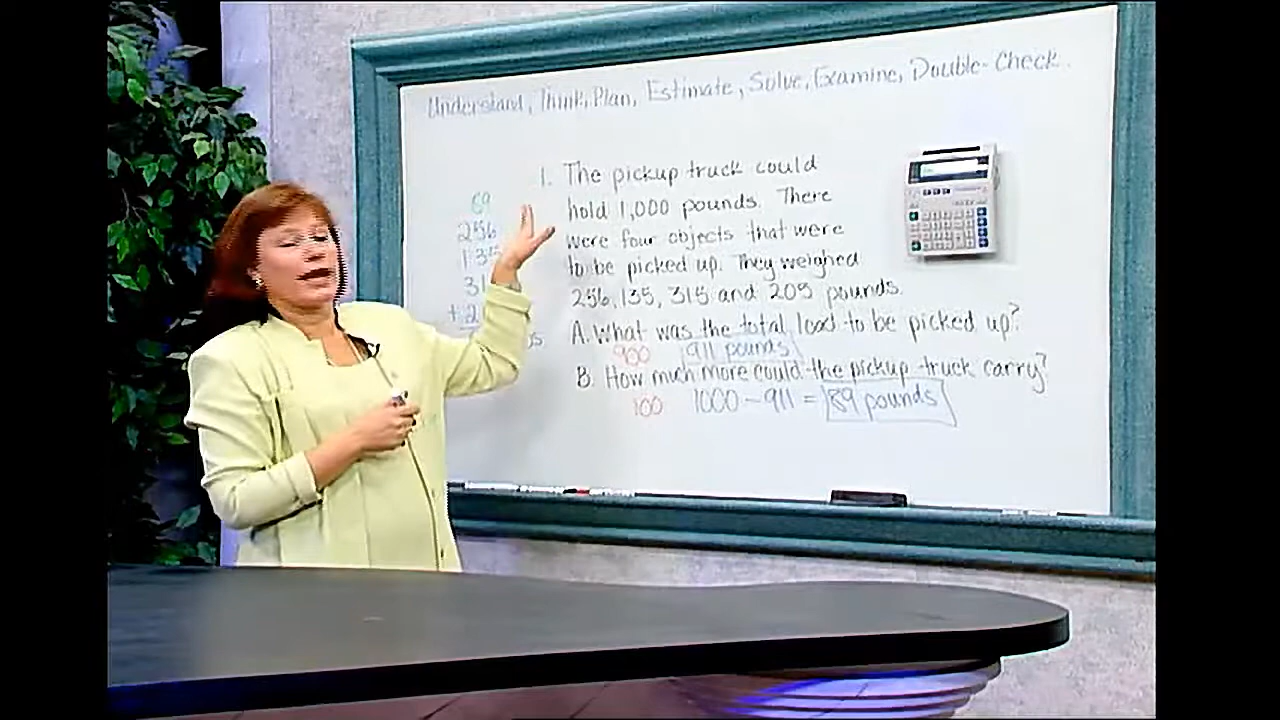 Understand, Think, Plan, Estimate, Solve, Examine, Double-Check.
256
1. The pickup truck could
hold 1,000 pounds. There
were four objects that were
to be picked up. They weighed
256, 135, 315 and 205 pounds.
A. What was the total load to be picked up?
900 911 pounds
B. How much more could the pickup truck carry?
100 1000 - 911 = 89 pounds